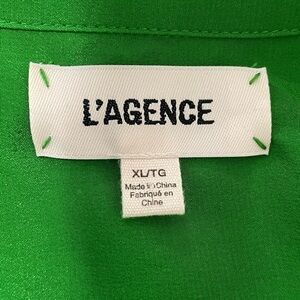 L'AGENCE
XL/TG
Made in China
Fabriqué en
Chine